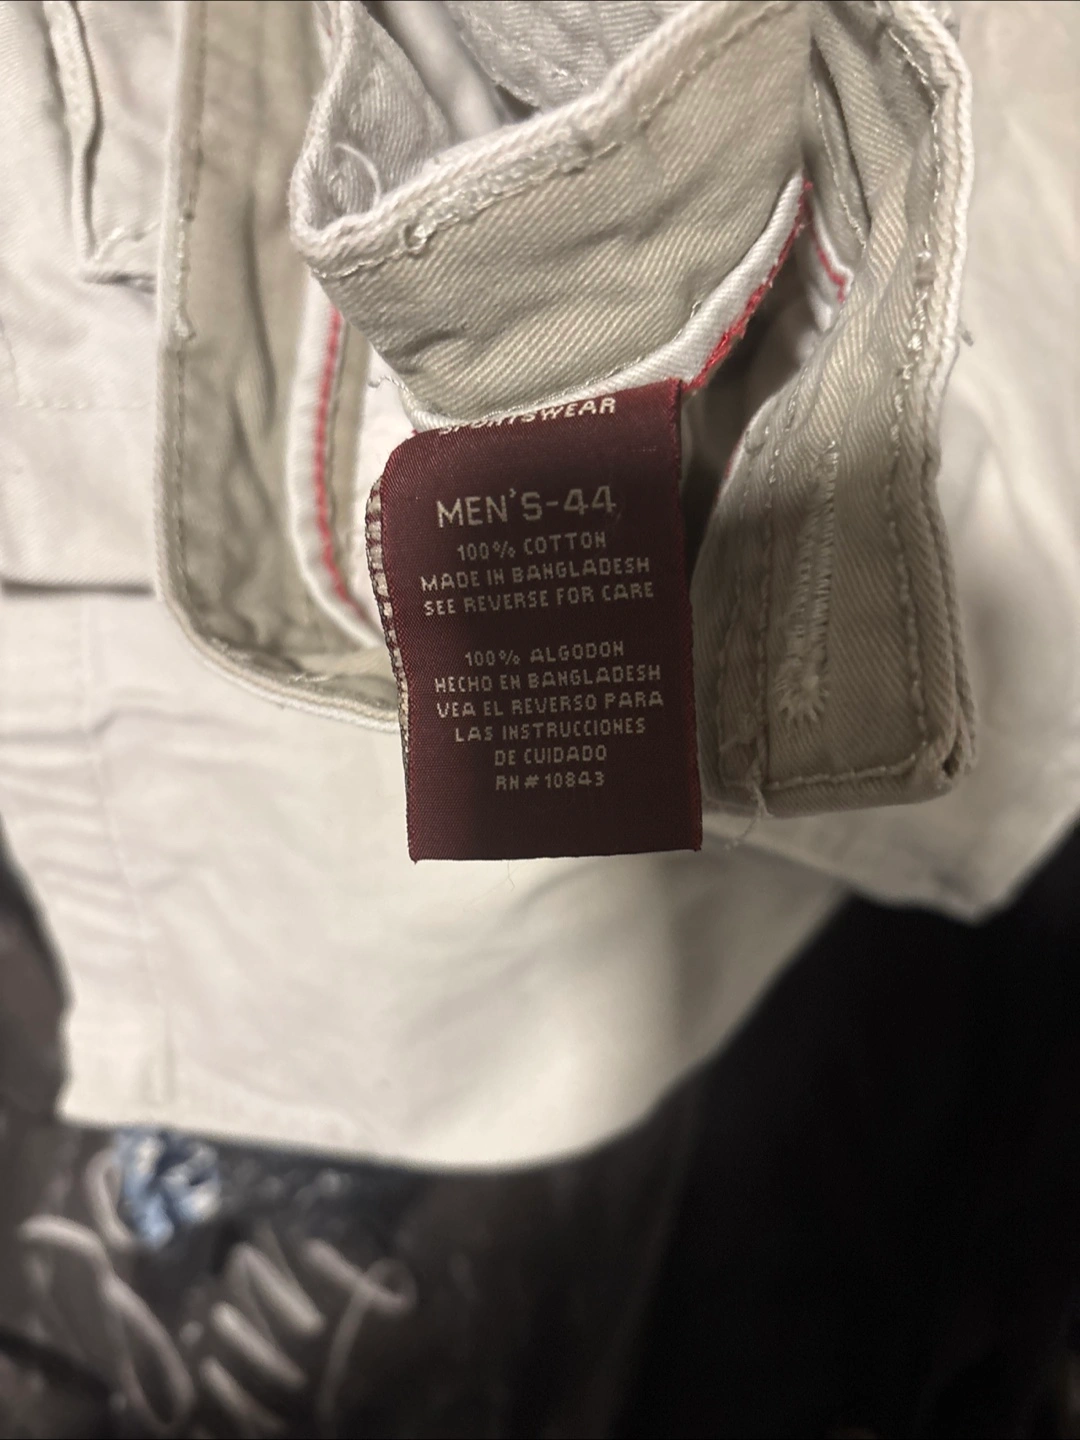 SPORTSWEAR
MEN'S-44
100% COTTON
MADE IN BANGLADESH
SEE REVERSE FOR CARE
100% ALGODON
HECHO EN BANGLADESH
VEA EL REVERSO PARA
LAS INSTRUCCIONES
DE CUIDADO
RN#10843